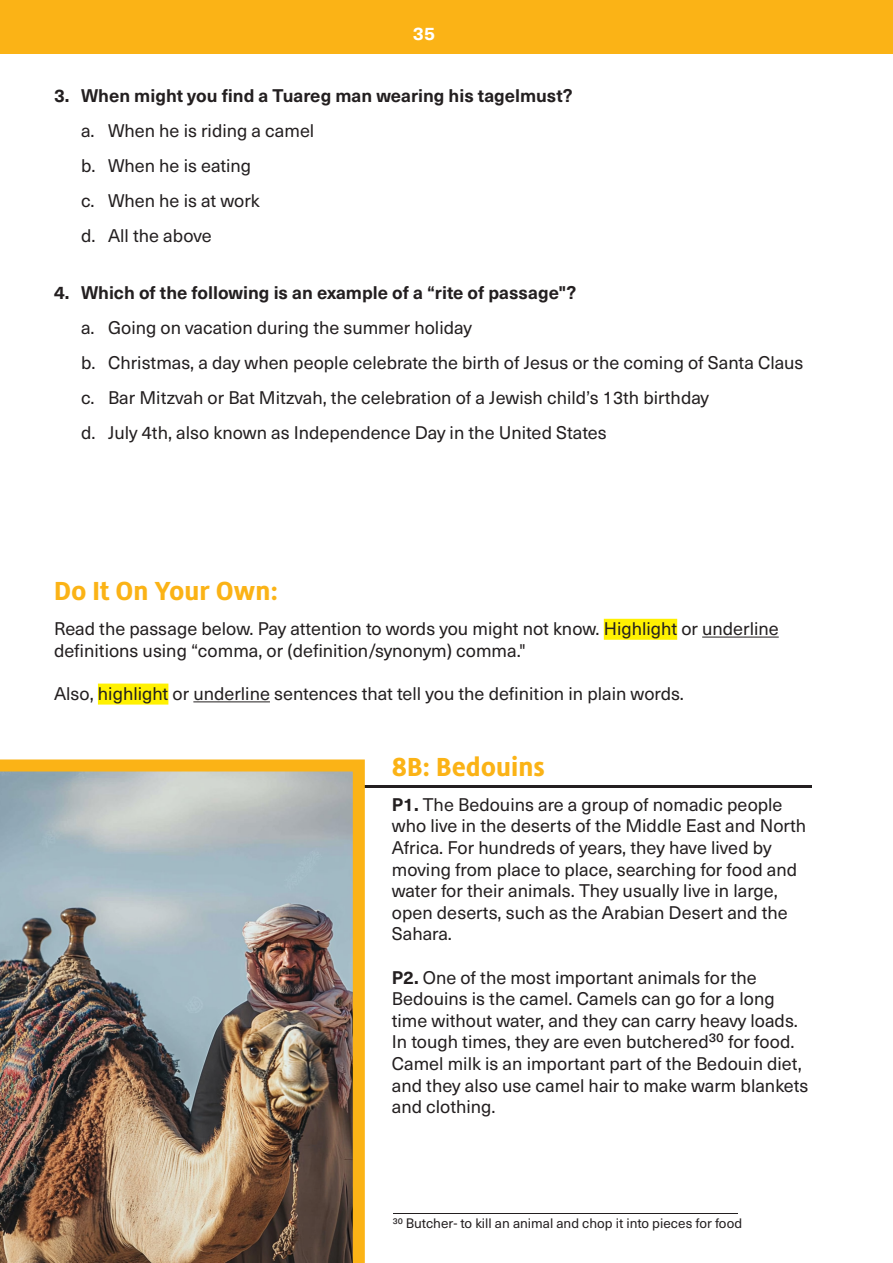 35
3. When might you find a Tuareg man wearing his tagelmust?
a. When he is riding a camel
b. When he is eating
c. When he is at work
d. All the above
4. Which of the following is an example of a “rite of passage"?
a. Going on vacation during the summer holiday
b. Christmas, a day when people celebrate the birth of Jesus or the coming of Santa Claus
c. Bar Mitzvah or Bat Mitzvah, the celebration of a Jewish child’s 13th birthday
d. July 4th, also known as Independence Day in the United States
Do It On Your Own:
Read the passage below. Pay attention to words you might not know. Highlight or underline
definitions using “comma, or (definition/synonym) comma."
Also, highlight or underline sentences that tell you the definition in plain words.
8B: Bedouins
P1. The Bedouins are a group of nomadic people
who live in the deserts of the Middle East and North
Africa. For hundreds of years, they have lived by
moving from place to place, searching for food and
water for their animals. They usually live in large,
open deserts, such as the Arabian Desert and the
Sahara.
P2. One of the most important animals for the
Bedouins is the camel. Camels can go for a long
time without water, and they can carry heavy loads.
In tough times, they are even butchered³⁰ for food.
Camel milk is an important part of the Bedouin diet,
and they also use camel hair to make warm blankets
and clothing.
³⁰ Butcher- to kill an animal and chop it into pieces for food